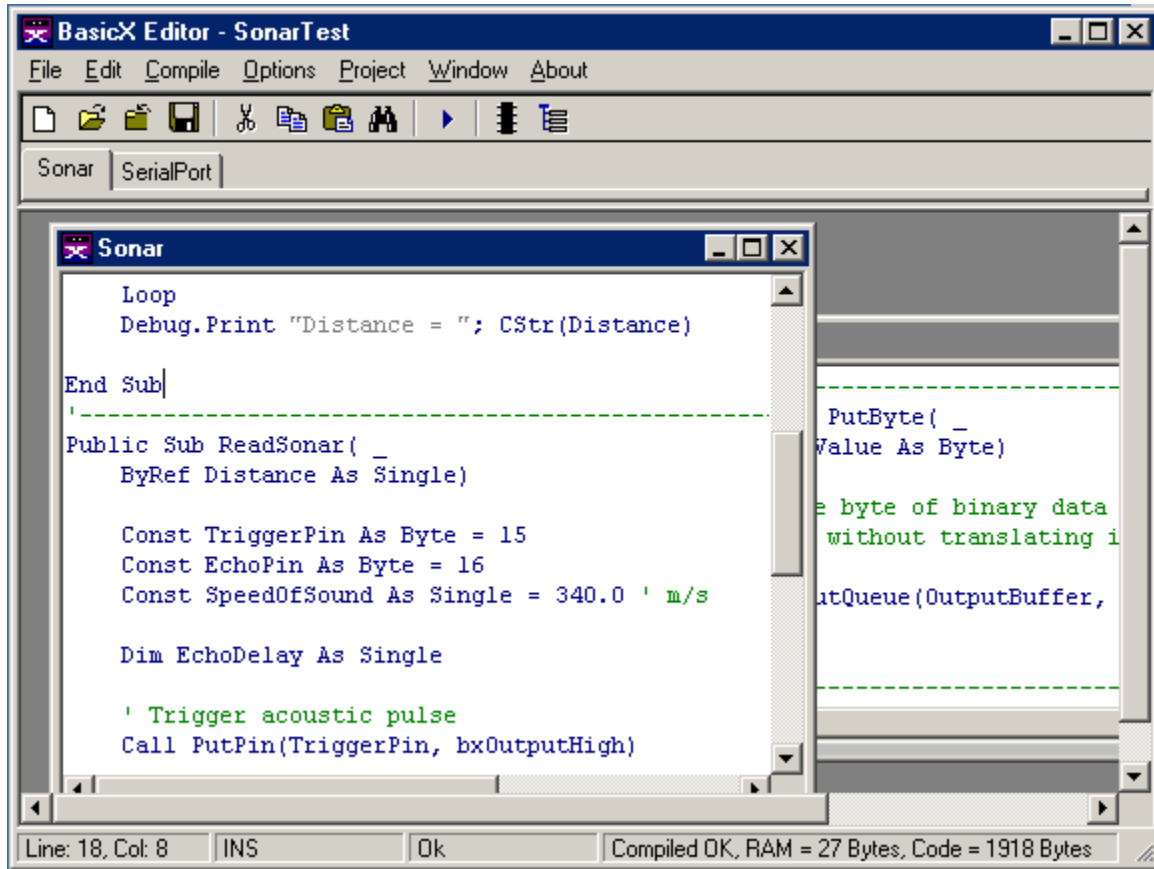 BasicX Editor - SonarTest
File Edit Compile Options Project Window About
Sonar SerialPort
Sonar
Loop
Debug.Print "Distance = "; CStr(Distance)
End Sub
'---------------------------------------------------
Public Sub ReadSonar( _
ByRef Distance As Single)
Const TriggerPin As Byte = 15
Const EchoPin As Byte = 16
Const SpeedOfSound As Single = 340.0 ' m/s
Dim EchoDelay As Single
' Trigger acoustic pulse
Call PutPin(TriggerPin, bxOutputHigh)
PutByte( _
Value As Byte)
e byte of binary data
without translating i
utQueue(OutputBuffer,
Line: 18, Col: 8 INS Ok Compiled OK, RAM = 27 Bytes, Code = 1918 Bytes